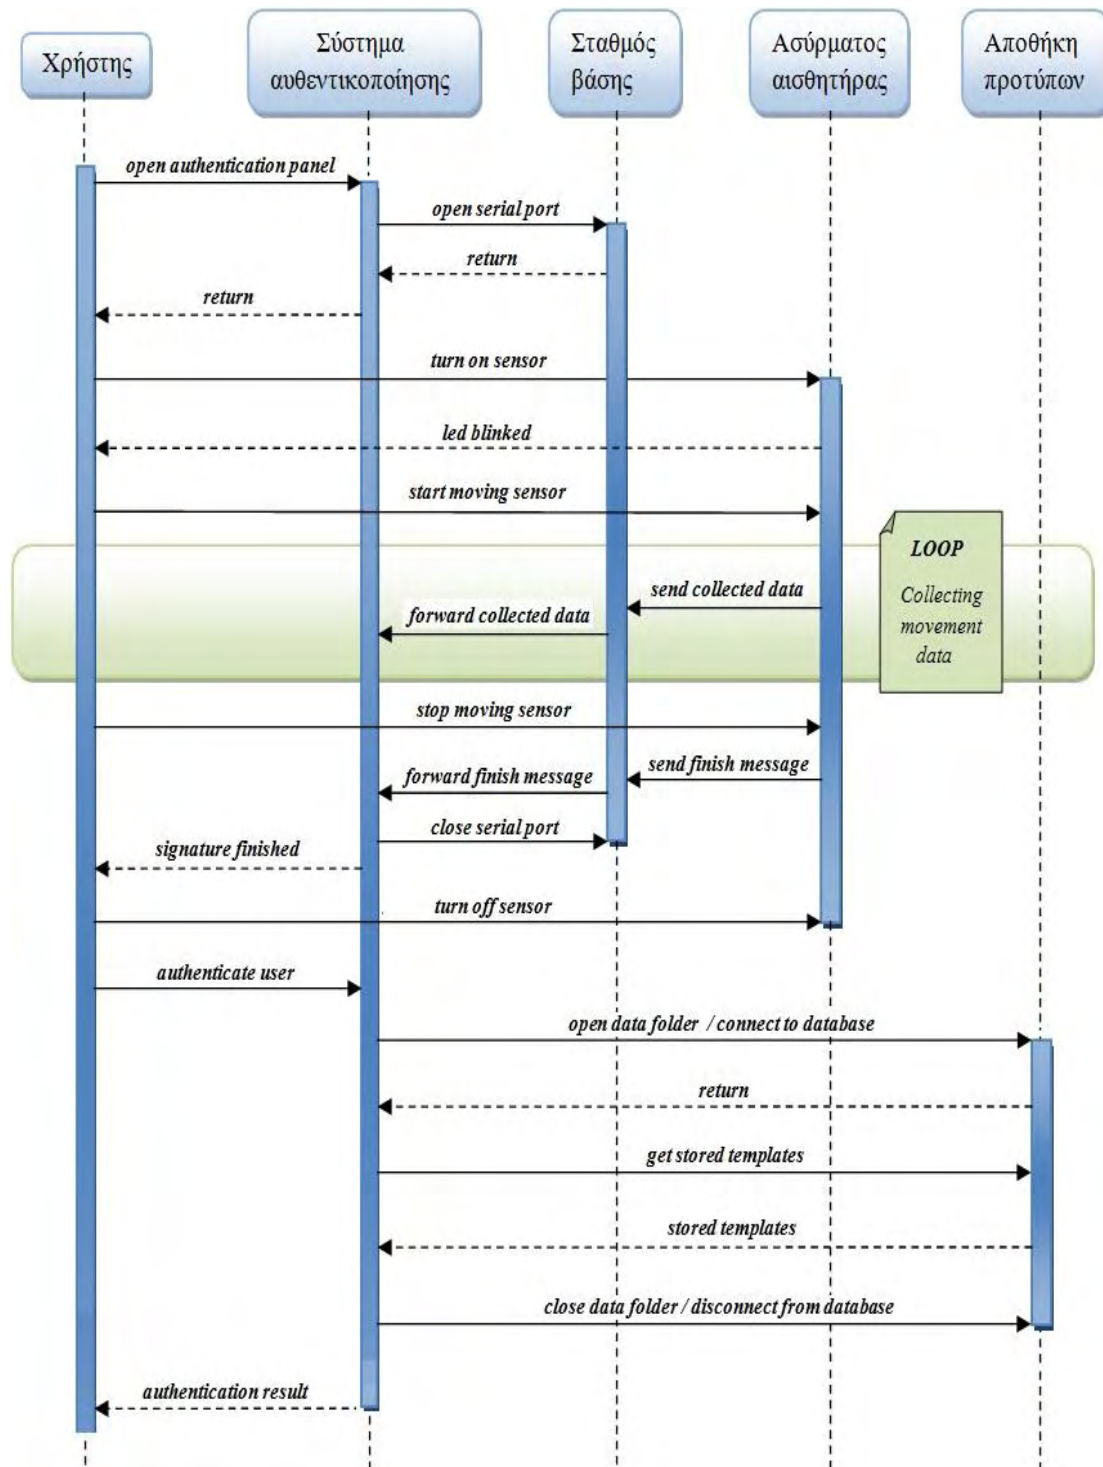 Χρήστης
Σύστημα
αυθεντικοποίησης
Σταθμός
βάσης
Ασύρματος
αισθητήρας
Αποθήκη
προτύπων
open authentication panel
open serial port
return
return
turn on sensor
led blinked
start moving sensor
LOOP
Collecting
movement
data
send collected data
forward collected data
stop moving sensor
send finish message
forward finish message
close serial port
signature finished
turn off sensor
authenticate user
open data folder / connect to database
return
get stored templates
stored templates
close data folder / disconnect from database
authentication result